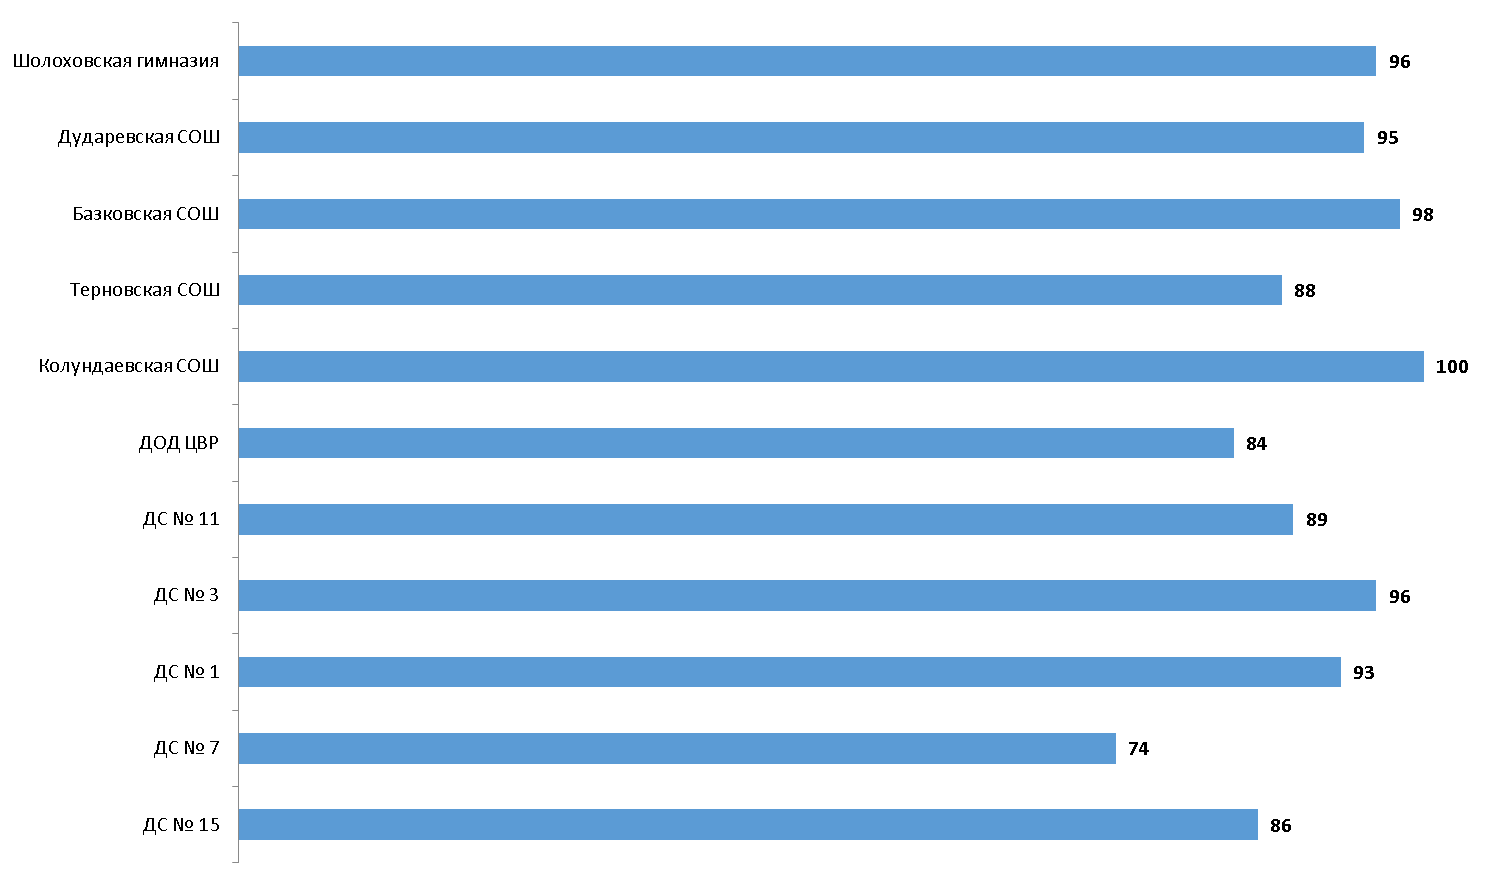 Шолоховская гимназия 96
Дударевская СОШ 95
Базковская СОШ 98
Терновская СОШ 88
Колундаевская СОШ 100
ДОД ЦВР 84
ДС № 11 89
ДС № 3 96
ДС № 1 93
ДС № 7 74
ДС № 15 86